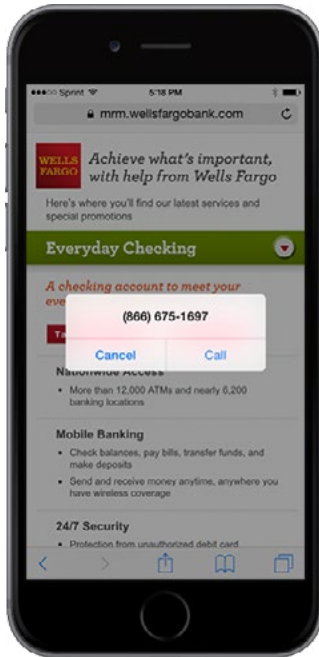 Sprint 5:18 PM
mrm.wellsfargobank.com
WELLS
FARGO
Achieve what's important,
with help from Wells Fargo
Here's where you'll find our latest services and
special promotions
Everyday Checking
A checking account to meet your
(866) 675-1697
Cancel Call
Nationwide Access
• More than 12,000 ATMs and nearly 6,200
banking locations
Mobile Banking
• Check balances, pay bills, transfer funds, and
make deposits
• Send and receive money anytime, anywhere you
have wireless coverage
24/7 Security
• Protection from unauthorized debit card